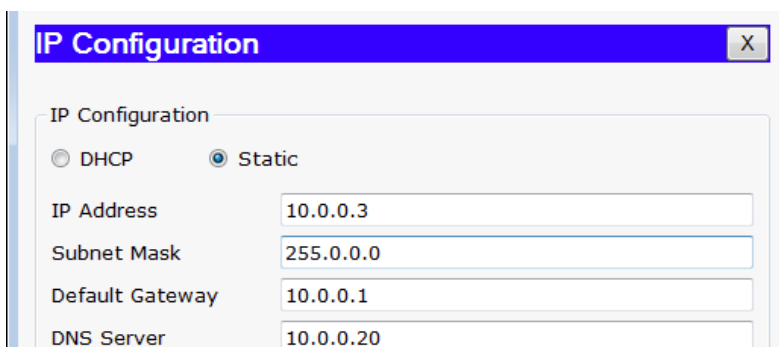 IP Configuration X
IP Configuration
DHCP Static
IP Address 10.0.0.3
Subnet Mask 255.0.0.0
Default Gateway 10.0.0.1
DNS Server 10.0.0.20